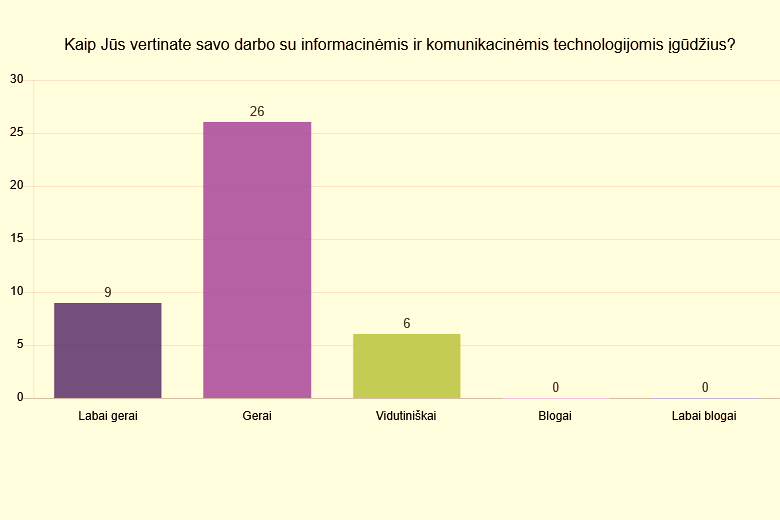 Kaip Jūs vertinate savo darbo su informacinėmis ir komunikacinėmis technologijomis įgūdžius?
30
25
20
15
10
5
0
9
26
6
0
0
Labai gerai
Gerai
Vidutiniškai
Blogai
Labai blogai